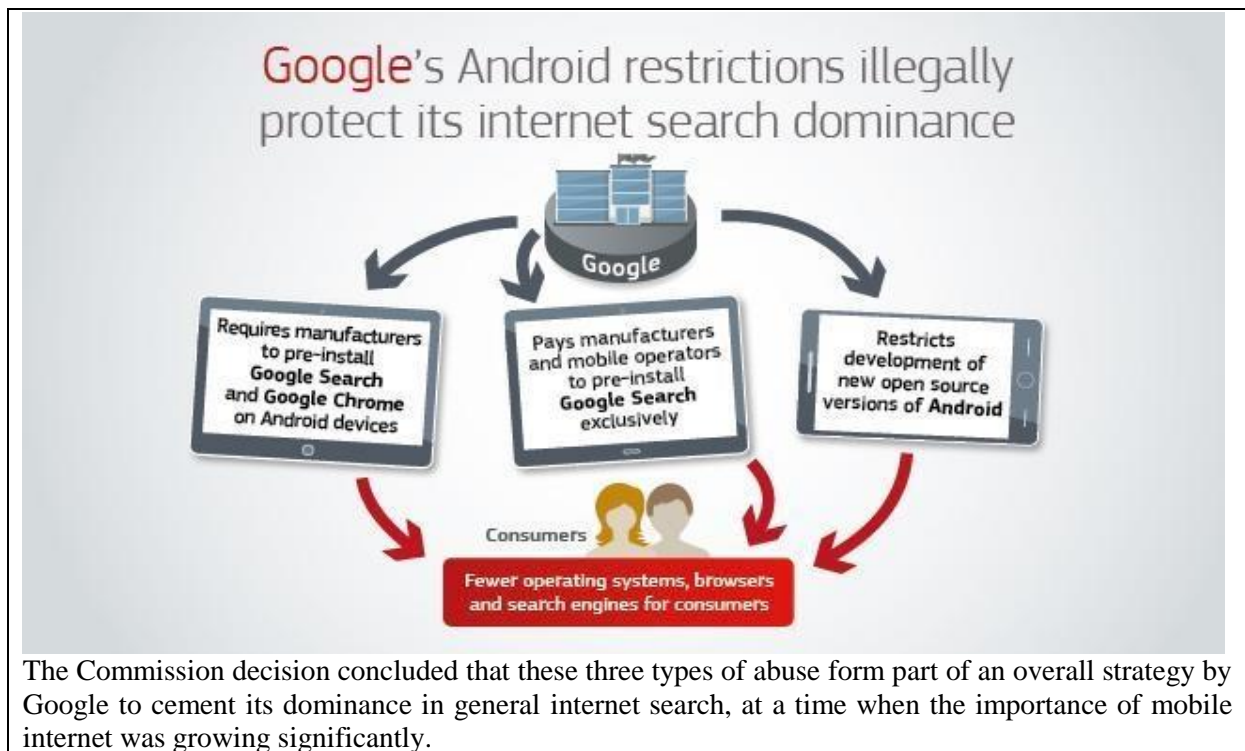 Google's Android restrictions illegally
protect its internet search dominance
Google
Requires manufacturers
to pre-install
Google Search
and Google Chrome
on Android devices
Pays manufacturers
and mobile operators
to pre-install
Google Search
exclusively
Restricts
development of
new open source
versions of Android
Consumers
Fewer operating systems, browsers
and search engines for consumers
The Commission decision concluded that these three types of abuse form part of an overall strategy by
Google to cement its dominance in general internet search, at a time when the importance of mobile
internet was growing significantly.